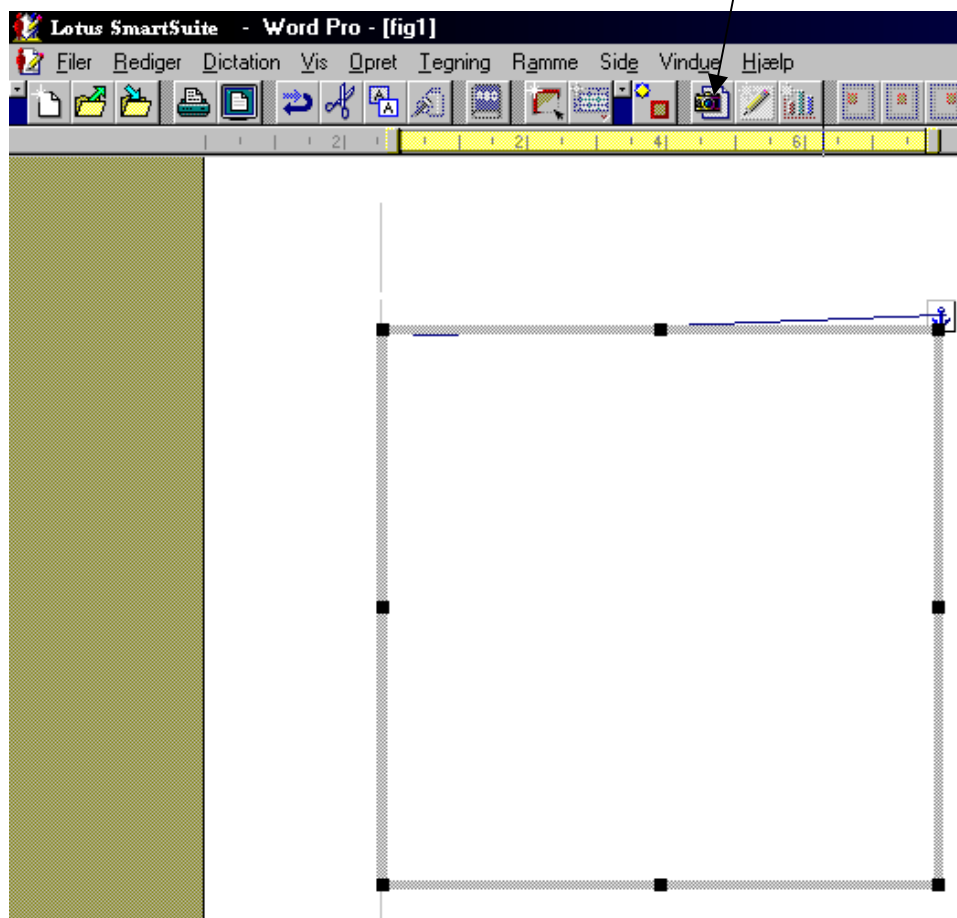 Lotus SmartSuite - Word Pro - [fig1]
Filer Rediger Dictation Vis Opret Tegning Ramme Side Vindue Hjælp
2 2 4 6